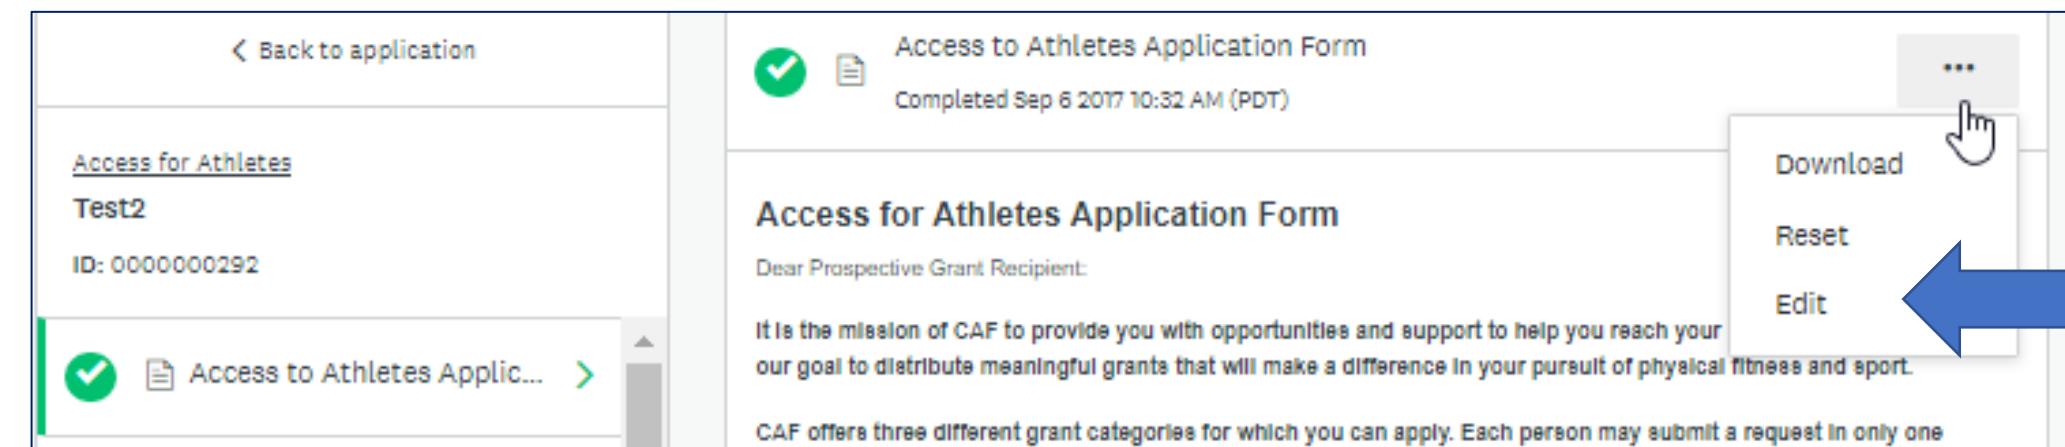 Back to application
Access for Athletes
Test2
ID: 0000000292
Access to Athletes Applic...
Access to Athletes Application Form
Completed Sep 6 2017 10:32 AM (PDT)
...
Download
Reset
Edit
Access for Athletes Application Form
Dear Prospective Grant Recipient:
It is the mission of CAF to provide you with opportunities and support to help you reach your
our goal to distribute meaningful grants that will make a difference in your pursuit of physical fitness and sport.
CAF offers three different grant categories for which you can apply. Each person may submit a request in only one